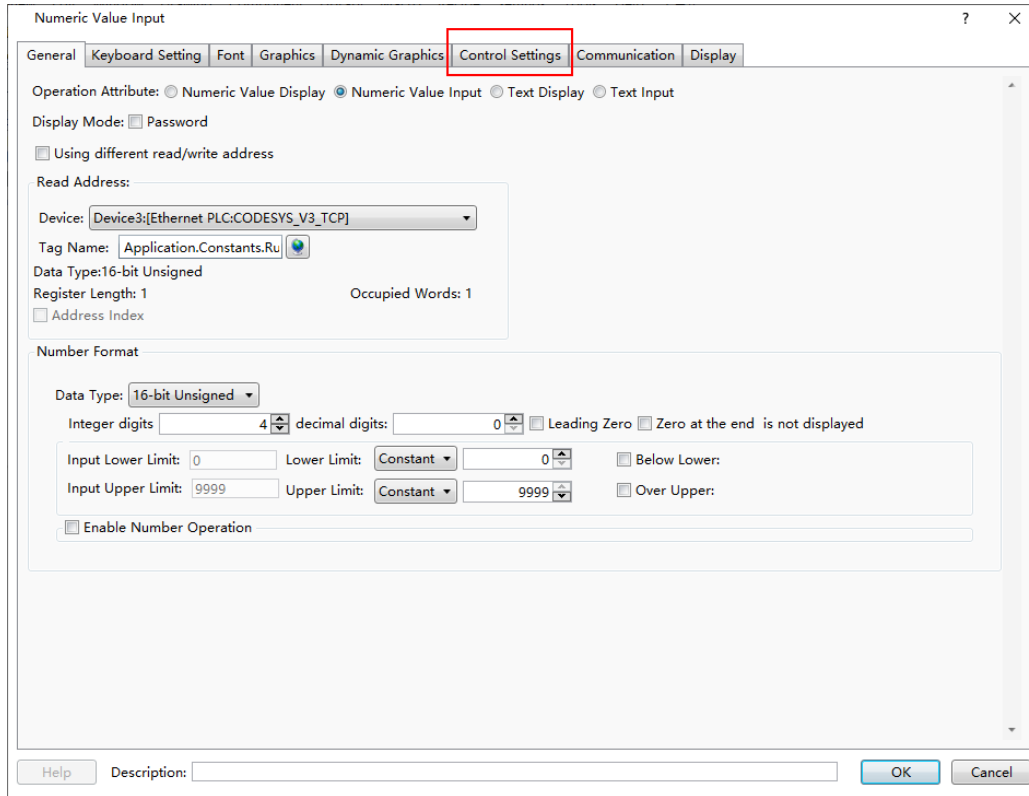 Numeric Value Input ? ×
General Keyboard Setting Font Graphics Dynamic Graphics Control Settings Communication Display
Operation Attribute: Numeric Value Display Numeric Value Input Text Display Text Input
Display Mode: Password
Using different read/write address
Read Address:
Device: Device3:[Ethernet PLC:CODESYS_V3_TCP]
Tag Name: Application.Constants.Ru
Data Type:16-bit Unsigned
Register Length: 1 Occupied Words: 1
Address Index
Number Format
Data Type: 16-bit Unsigned
Integer digits 4 decimal digits: 0 Leading Zero Zero at the end is not displayed
Input Lower Limit: 0 Lower Limit: Constant 0 Below Lower:
Input Upper Limit: 9999 Upper Limit: Constant 9999 Over Upper:
Enable Number Operation
Help Description: OK Cancel